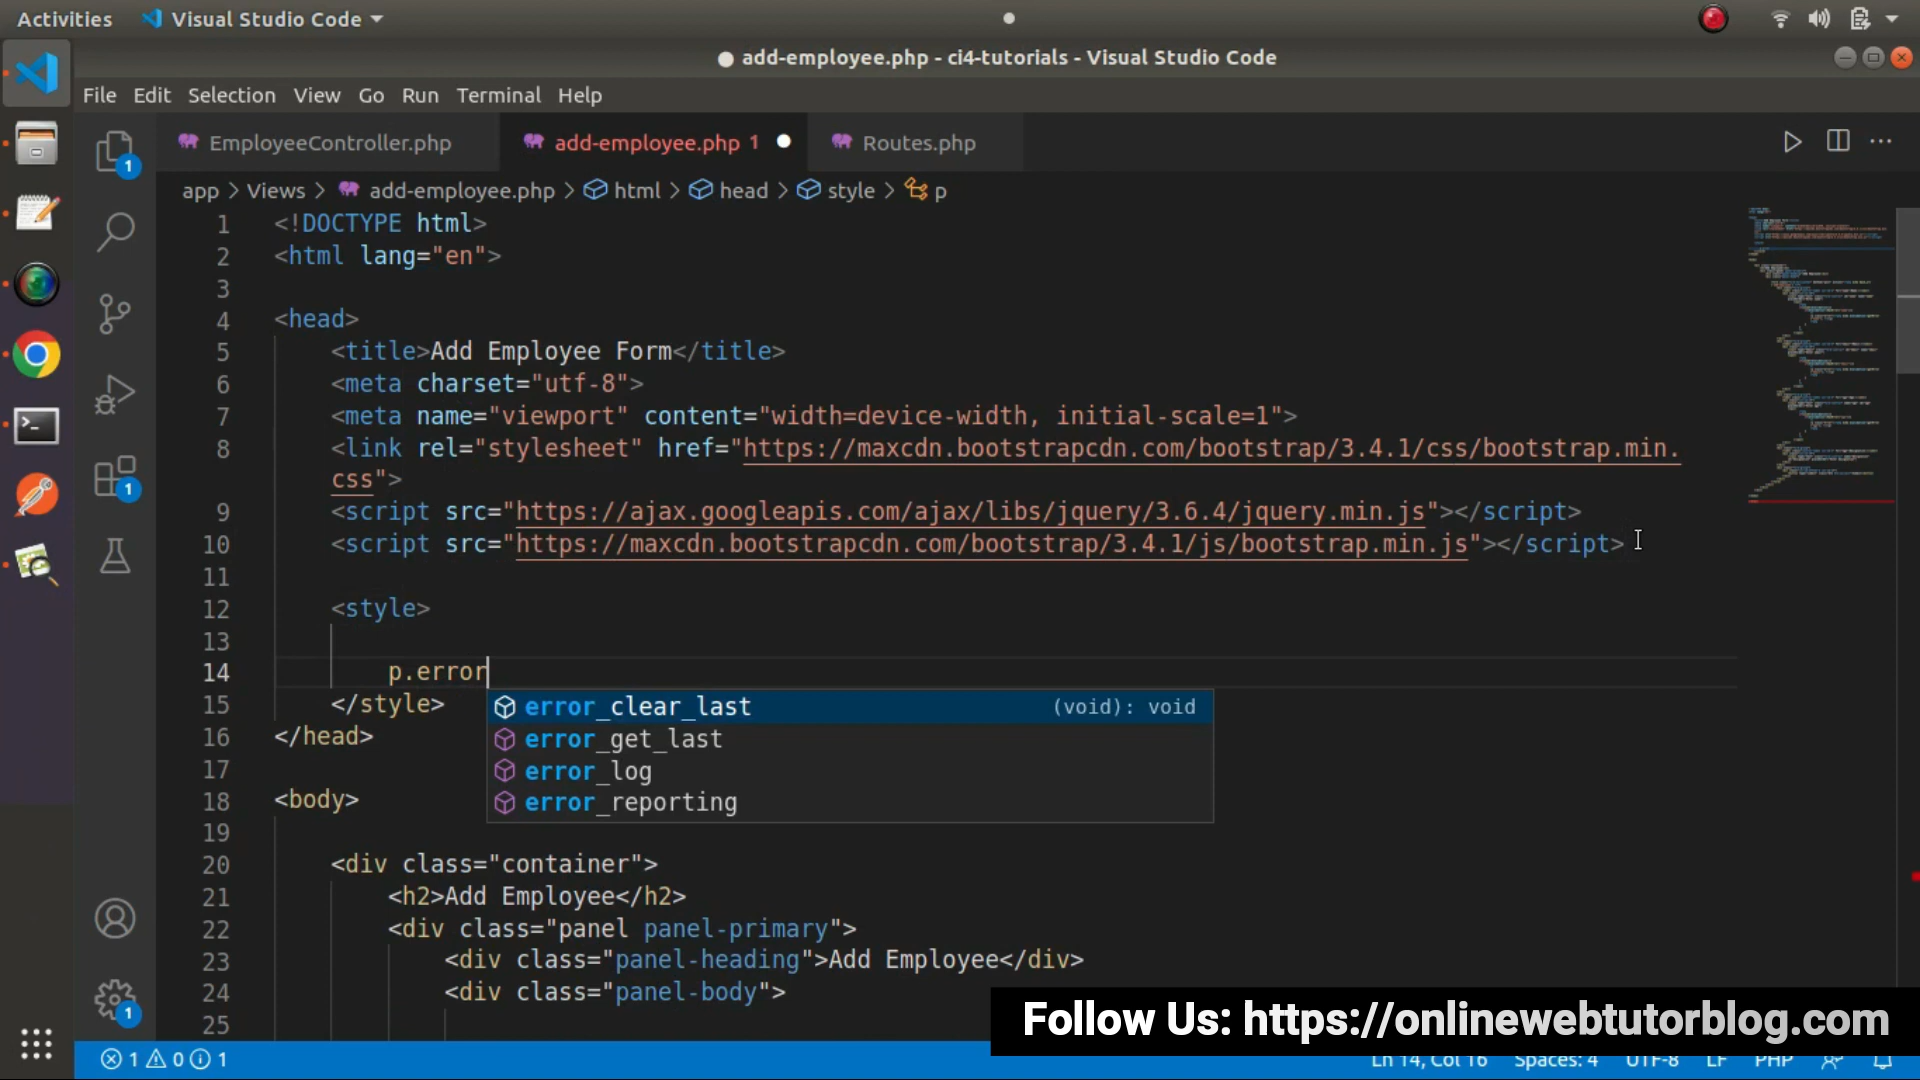 Activities
Visual Studio Code
add-employee.php - ci4-tutorials - Visual Studio Code
File Edit Selection View Go Run Terminal Help
EmployeeController.php
add-employee.php 1
Routes.php
app > Views > add-employee.php > html > head > style > p
1 <!DOCTYPE html>
2 <html lang="en">
3
4 <head>
5 <title>Add Employee Form</title>
6 <meta charset="utf-8">
7 <meta name="viewport" content="width=device-width, initial-scale=1">
8 <link rel="stylesheet" href="https://maxcdn.bootstrapcdn.com/bootstrap/3.4.1/css/bootstrap.min.
css">
9 <script src="https://ajax.googleapis.com/ajax/libs/jquery/3.6.4/jquery.min.js"></script>
10 <script src="https://maxcdn.bootstrapcdn.com/bootstrap/3.4.1/js/bootstrap.min.js"></script>
11
12 <style>
13
14 p.error
error_clear_last (void): void
15 </style>
error_get_last
16 </head>
error_log
17
error_reporting
18 <body>
19
20 <div class="container">
21 <h2>Add Employee</h2>
22 <div class="panel panel-primary">
23 <div class="panel-heading">Add Employee</div>
24 <div class="panel-body">
25
Follow Us: https://onlinewebtutorblog.com
1 0 1
Ln 14, Col 16 Spaces: 4 UTF-8 LF PHP
1
1
1